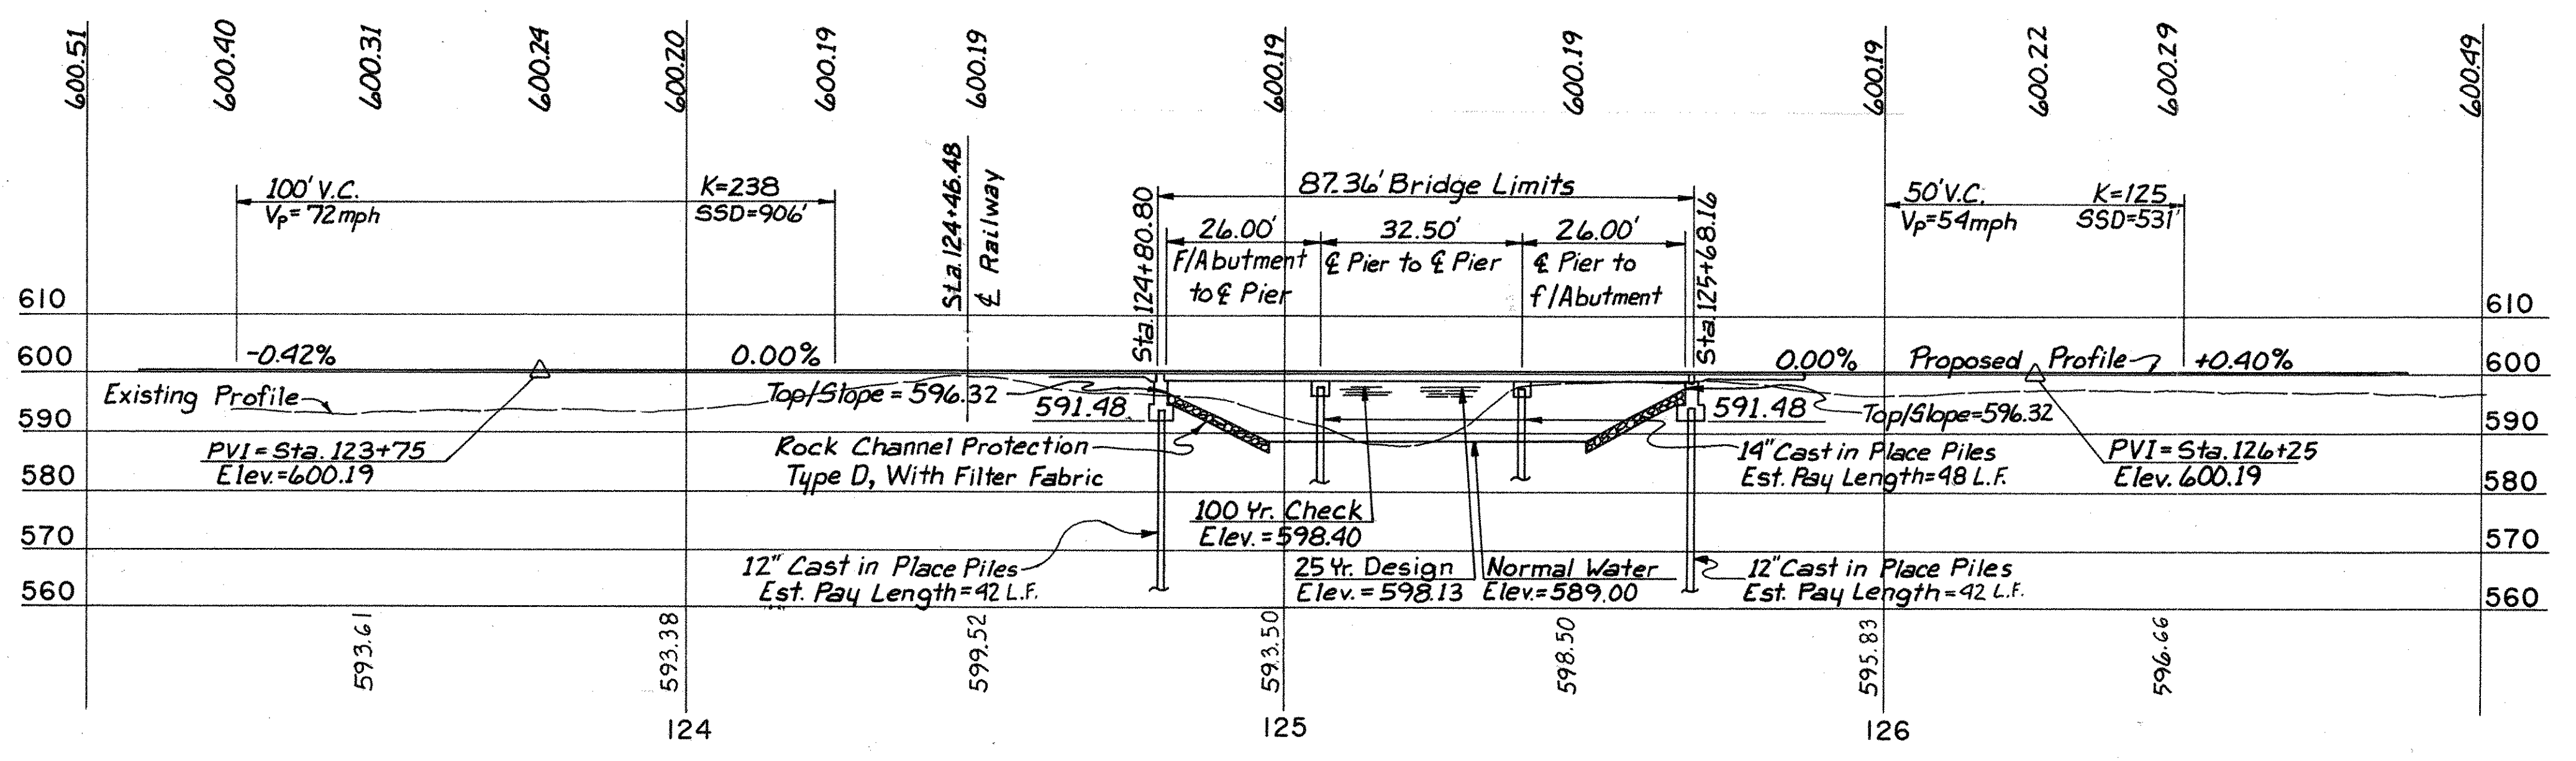 600.51
600.40
600.31
600.24
600.20
600.19
600.19
600.19
600.19
600.19
600.22
600.29
600.49
100' V.C.
Vp= 72mph
K=238
SSD=906'
Sta. 124+46.48
℄ Railway
Sta. 124+80.80
87.36' Bridge Limits
26.00'
F/Abutment
to ℄ Pier
32.50'
℄ Pier to ℄ Pier
26.00'
℄ Pier to
f/Abutment
Sta. 125+68.16
50' V.C.
Vp=54mph
K=125
SSD=531'
610
610
600
-0.42%
0.00%
0.00%
Proposed Profile
+0.40%
600
Existing Profile
Top/Slope = 596.32
591.48
591.48
Top/Slope=596.32
590
590
PVI = Sta. 123+75
Elev.=600.19
Rock Channel Protection
Type D, With Filter Fabric
14" Cast in Place Piles
Est. Pay Length=48 L.F.
PVI = Sta. 126+25
Elev. 600.19
580
580
100 Yr. Check
Elev. = 598.40
570
570
12" Cast in Place Piles
Est. Pay Length=42 L.F.
25 Yr. Design
Elev. = 598.13
Normal Water
Elev.=589.00
12" Cast in Place Piles
Est. Pay Length=42 L.F.
560
560
593.61
593.38
599.52
593.50
598.50
595.83
596.66
124
125
126